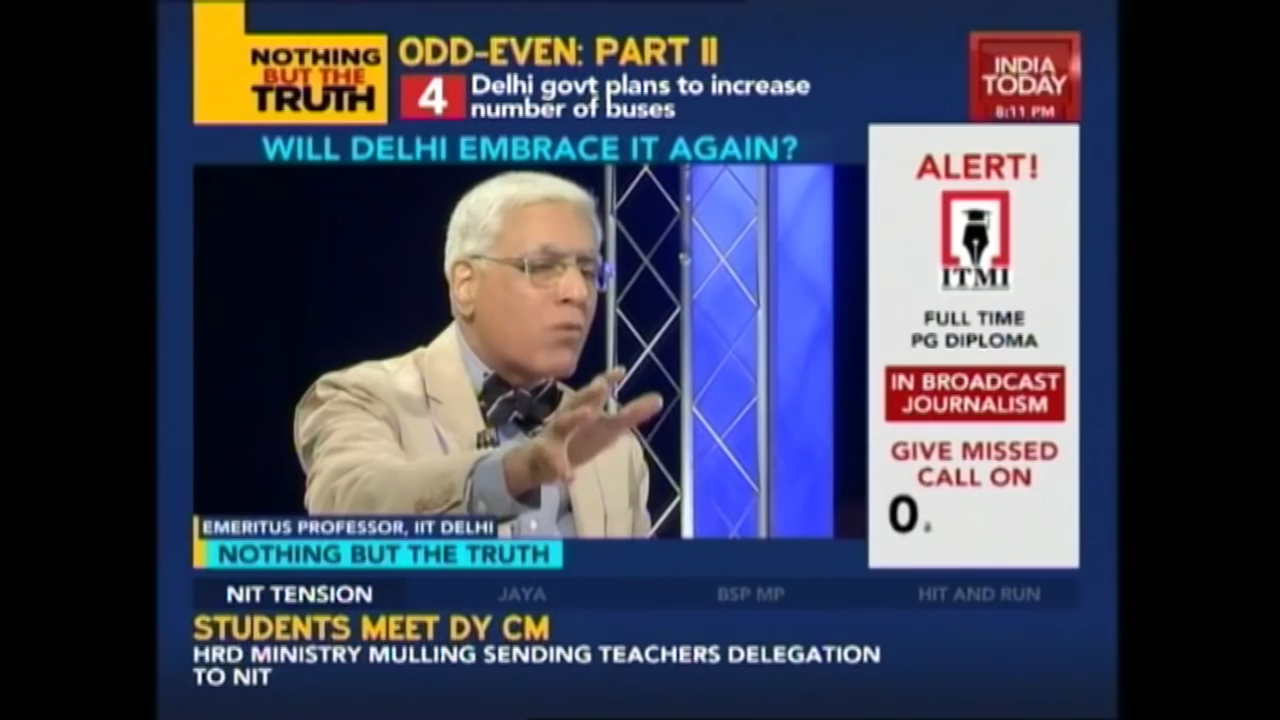 NOTHING
BUT THE
TRUTH
ODD-EVEN: PART II
4
Delhi govt plans to increase
number of buses
INDIA
TODAY
8:11 PM
WILL DELHI EMBRACE IT AGAIN?
ALERT!
ITMI
FULL TIME
PG DIPLOMA
IN BROADCAST
JOURNALISM
GIVE MISSED
CALL ON
0
EMERITUS PROFESSOR, IIT DELHI
NOTHING BUT THE TRUTH
NIT TENSION
JAYA
BSP MP
HIT AND RUN
STUDENTS MEET DY CM
HRD MINISTRY MULLING SENDING TEACHERS DELEGATION
TO NIT